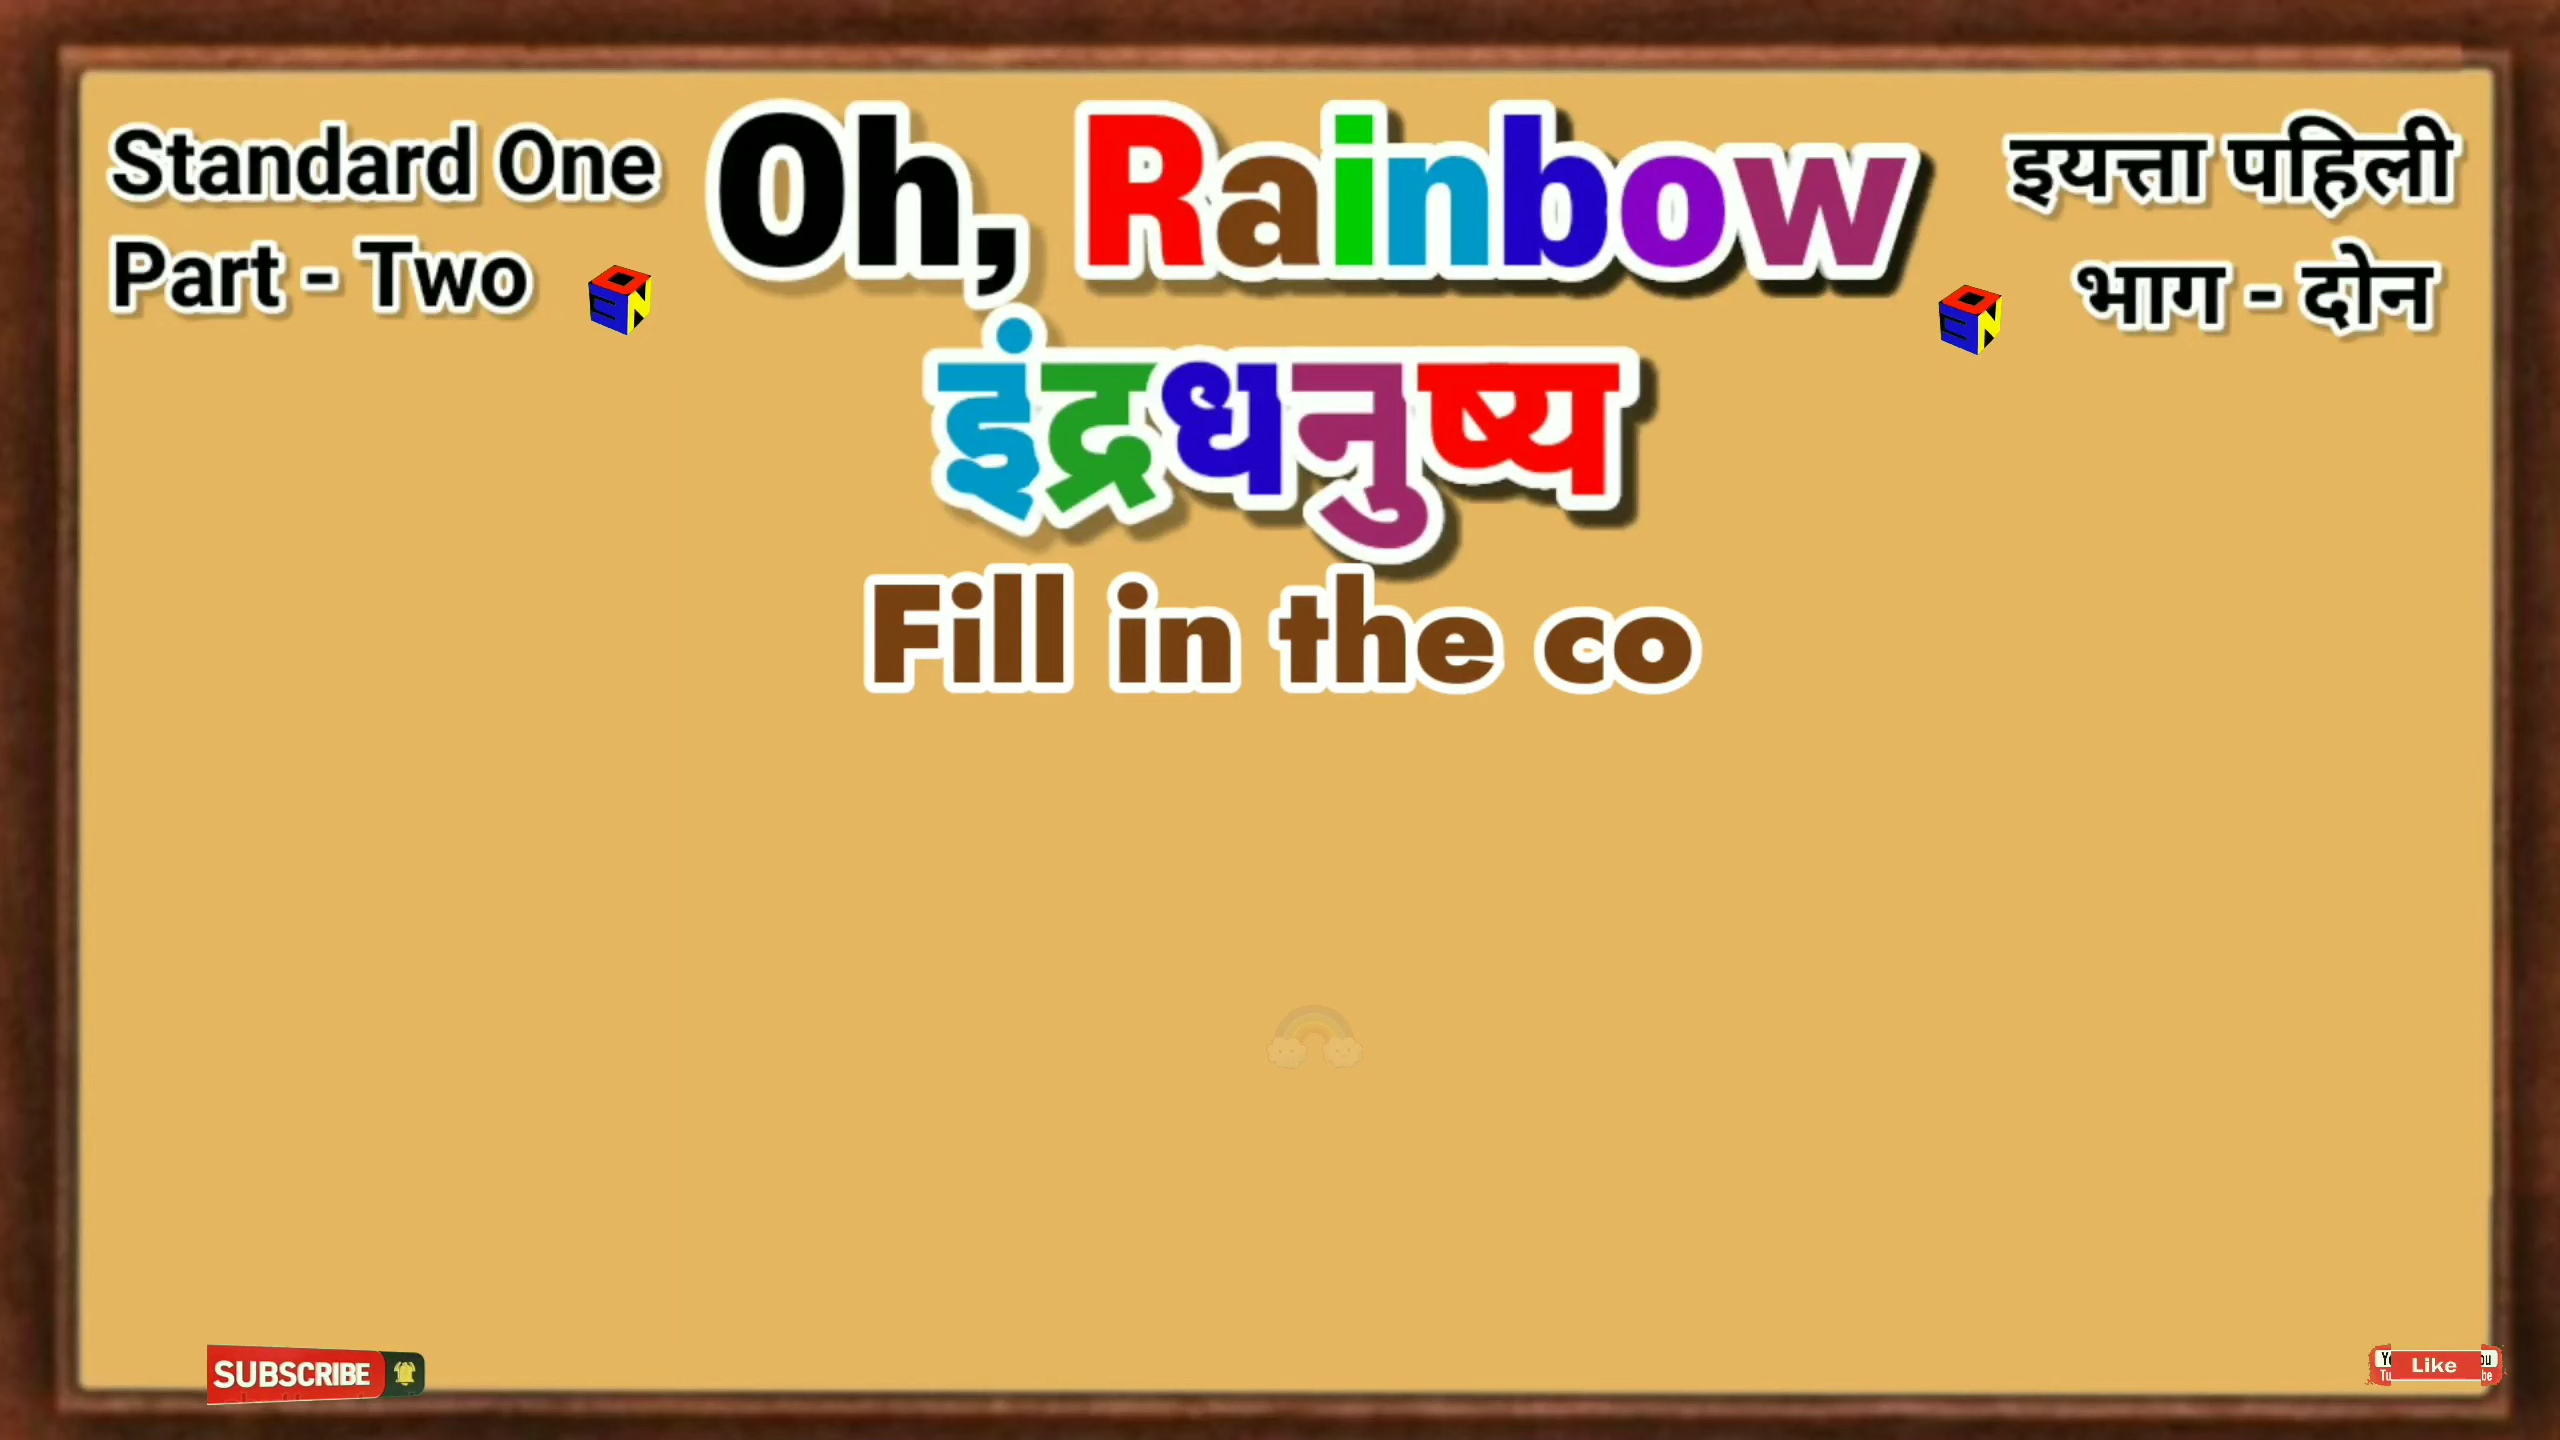 Standard One
Part - Two
Oh, Rainbow
इयत्ता पहिली
भाग - दोन
इंद्रधनुष्य
Fill in the co
SUBSCRIBE
Like